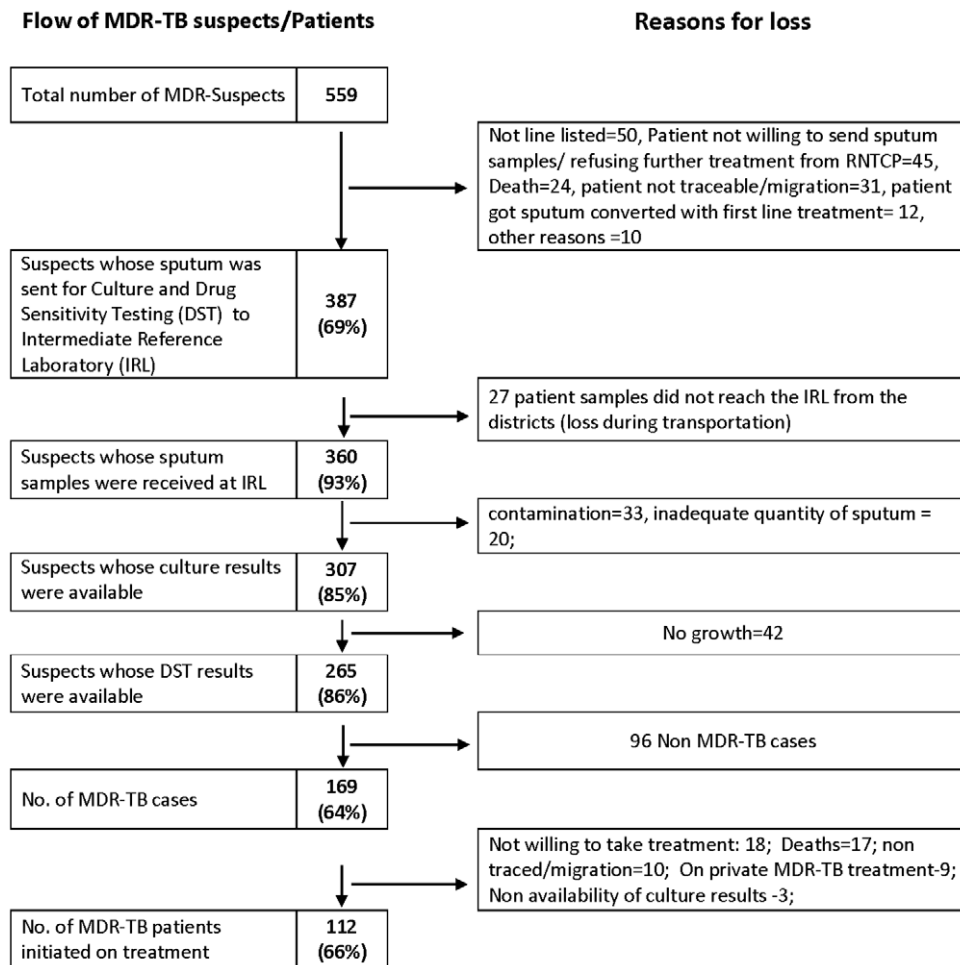 Flow of MDR-TB suspects/Patients
Reasons for loss
Total number of MDR-Suspects
559
Not line listed=50, Patient not willing to send sputum
samples/ refusing further treatment from RNTCP=45,
Death=24, patient not traceable/migration=31, patient
got sputum converted with first line treatment= 12,
other reasons =10
Suspects whose sputum was
sent for Culture and Drug
Sensitivity Testing (DST) to
Intermediate Reference
Laboratory (IRL)
387
(69%)
27 patient samples did not reach the IRL from the
districts (loss during transportation)
Suspects whose sputum
samples were received at IRL
360
(93%)
contamination=33, inadequate quantity of sputum =
20;
Suspects whose culture results
were available
307
(85%)
No growth=42
Suspects whose DST results
were available
265
(86%)
96 Non MDR-TB cases
No. of MDR-TB cases
169
(64%)
Not willing to take treatment: 18; Deaths=17; non
traced/migration=10; On private MDR-TB treatment-9;
Non availability of culture results -3;
No. of MDR-TB patients
initiated on treatment
112
(66%)